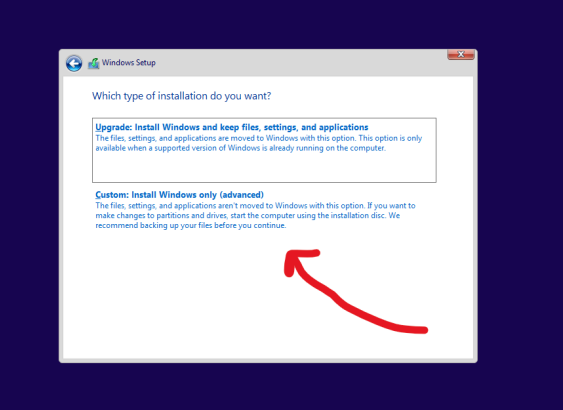 Windows Setup
Which type of installation do you want?
Upgrade: Install Windows and keep files, settings, and applications
The files, settings, and applications are moved to Windows with this option. This option is only
available when a supported version of Windows is already running on the computer.
Custom: Install Windows only (advanced)
The files, settings, and applications aren't moved to Windows with this option. If you want to
make changes to partitions and drives, start the computer using the installation disc. We
recommend backing up your files before you continue.